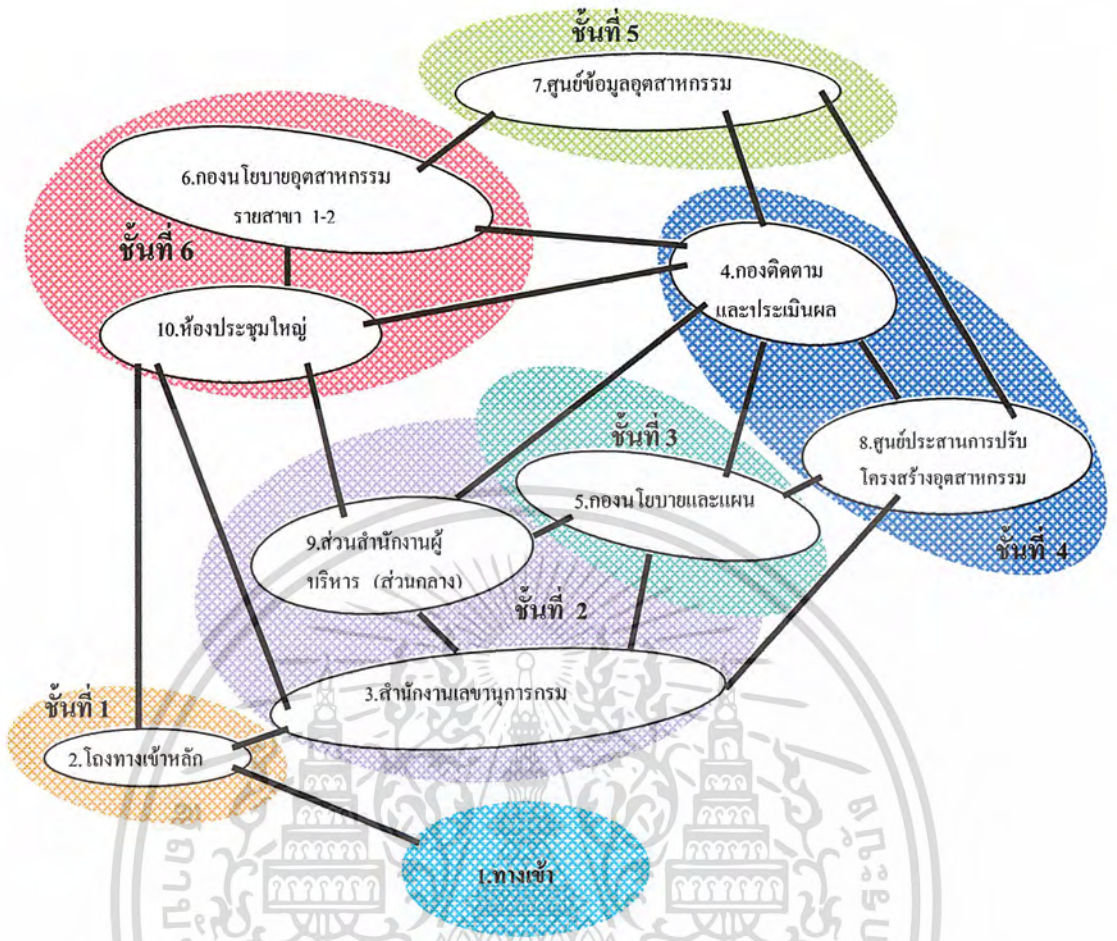 ชั้นที่ 5
7.ศูนย์ข้อมูลอุตสาหกรรม
6.กองนโยบายอุตสาหกรรม
รายสาขา 1-2
ชั้นที่ 6
4.กองติดตาม
และประเมินผล
10.ห้องประชุมใหญ่
ชั้นที่ 3
8.ศูนย์ประสานการปรับ
โครงสร้างอุตสาหกรรม
5.กองนโยบายและแผน
ชั้นที่ 4
9.ส่วนสำนักงานผู้
บริหาร (ส่วนกลาง)
ชั้นที่ 2
3.สำนักงานเลขานุการกรม
ชั้นที่ 1
2.โถงทางเข้าหลัก
1.ทางเข้า